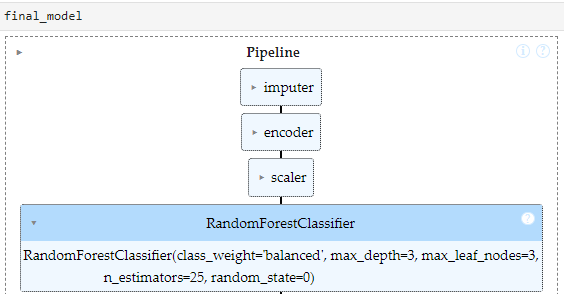 final_model
Pipeline
i ?
imputer
encoder
scaler
RandomForestClassifier
?
RandomForestClassifier(class_weight='balanced', max_depth=3, max_leaf_nodes=3,
n_estimators=25, random_state=0)